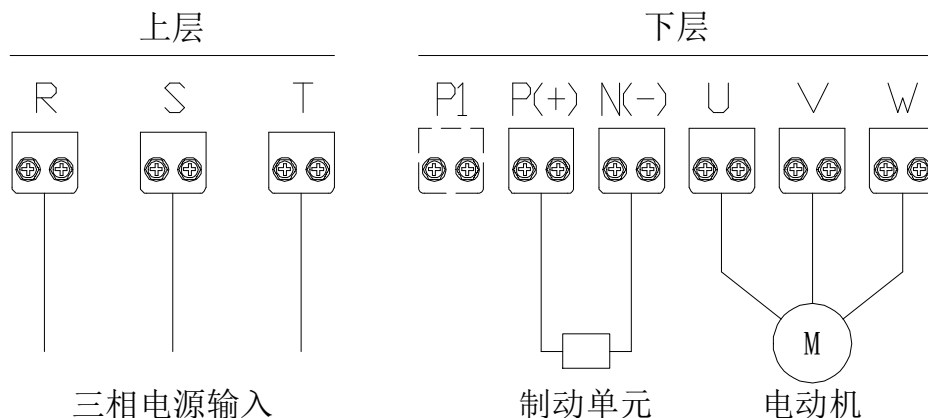 上层 下层
R S T P1 P(+) N(-) U V W
M
三相电源输入 制动单元 电动机